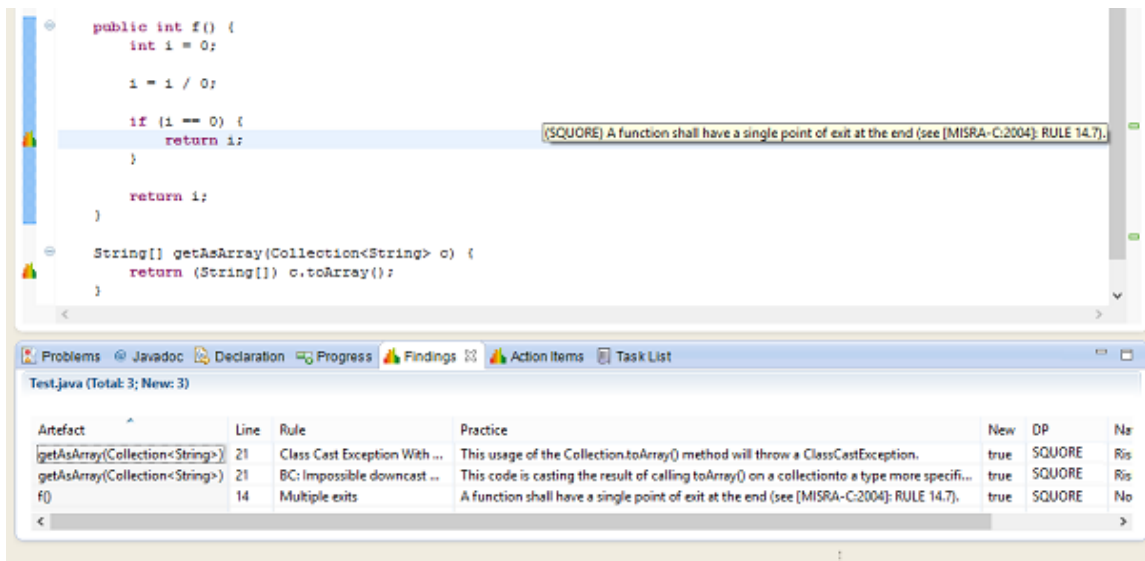 public int f() {
int i = 0;
i = i / 0;
if (i == 0) {
return i;
(SQUORE) A function shall have a single point of exit at the end (see [MISRA-C:2004]: RULE 14.7).
}
return i;
}
String[] getAsArray(Collection<String> c) {
return (String[]) c.toArray();
}
Problems @ Javadoc Declaration Progress Findings Action Items Task List
Test.java (Total: 3; New: 3)
Artefact Line Rule Practice New DP Na
getAsArray(Collection<String>) 21 Class Cast Exception With ... This usage of the Collection.toArray() method will throw a ClassCastException. true SQUORE Ris
getAsArray(Collection<String>) 21 BC: Impossible downcast ... This code is casting the result of calling toArray() on a collectionto a type more specifi... true SQUORE Ris
f() 14 Multiple exits A function shall have a single point of exit at the end (see [MISRA-C:2004]: RULE 14.7). true SQUORE No